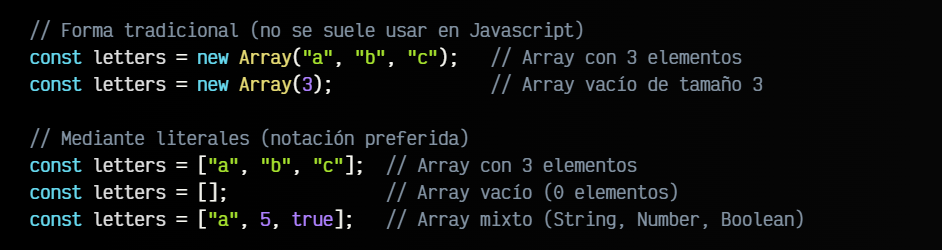 // Forma tradicional (no se suele usar en Javascript)
const letters = new Array("a", "b", "c");   // Array con 3 elementos
const letters = new Array(3);               // Array vacío de tamaño 3

// Mediante literales (notación preferida)
const letters = ["a", "b", "c"];  // Array con 3 elementos
const letters = [];               // Array vacío (0 elementos)
const letters = ["a", 5, true];   // Array mixto (String, Number, Boolean)